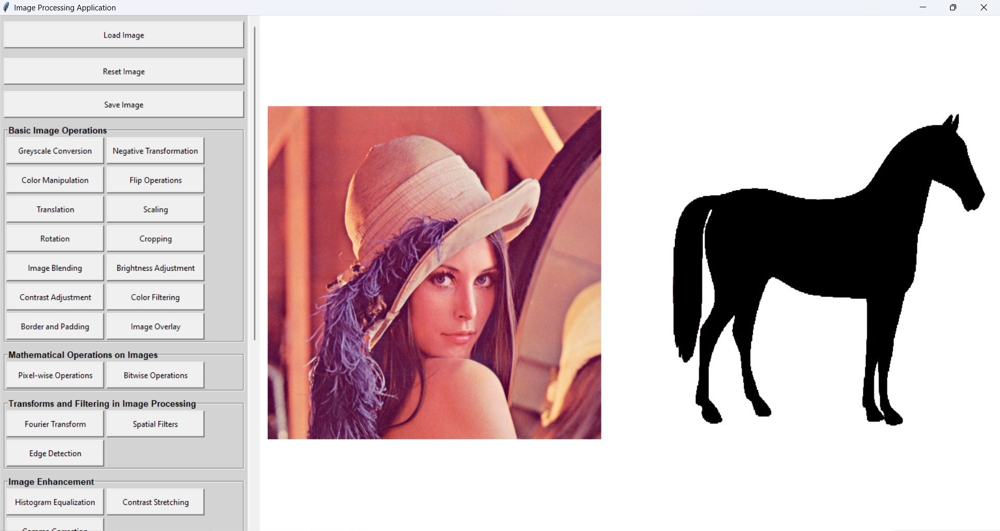 Image Processing Application
Load Image
Reset Image
Save Image
Basic Image Operations
Greyscale Conversion
Negative Transformation
Color Manipulation
Flip Operations
Translation
Scaling
Rotation
Cropping
Image Blending
Brightness Adjustment
Contrast Adjustment
Color Filtering
Border and Padding
Image Overlay
Mathematical Operations on Images
Pixel-wise Operations
Bitwise Operations
Transforms and Filtering in Image Processing
Fourier Transform
Spatial Filters
Edge Detection
Image Enhancement
Histogram Equalization
Contrast Stretching